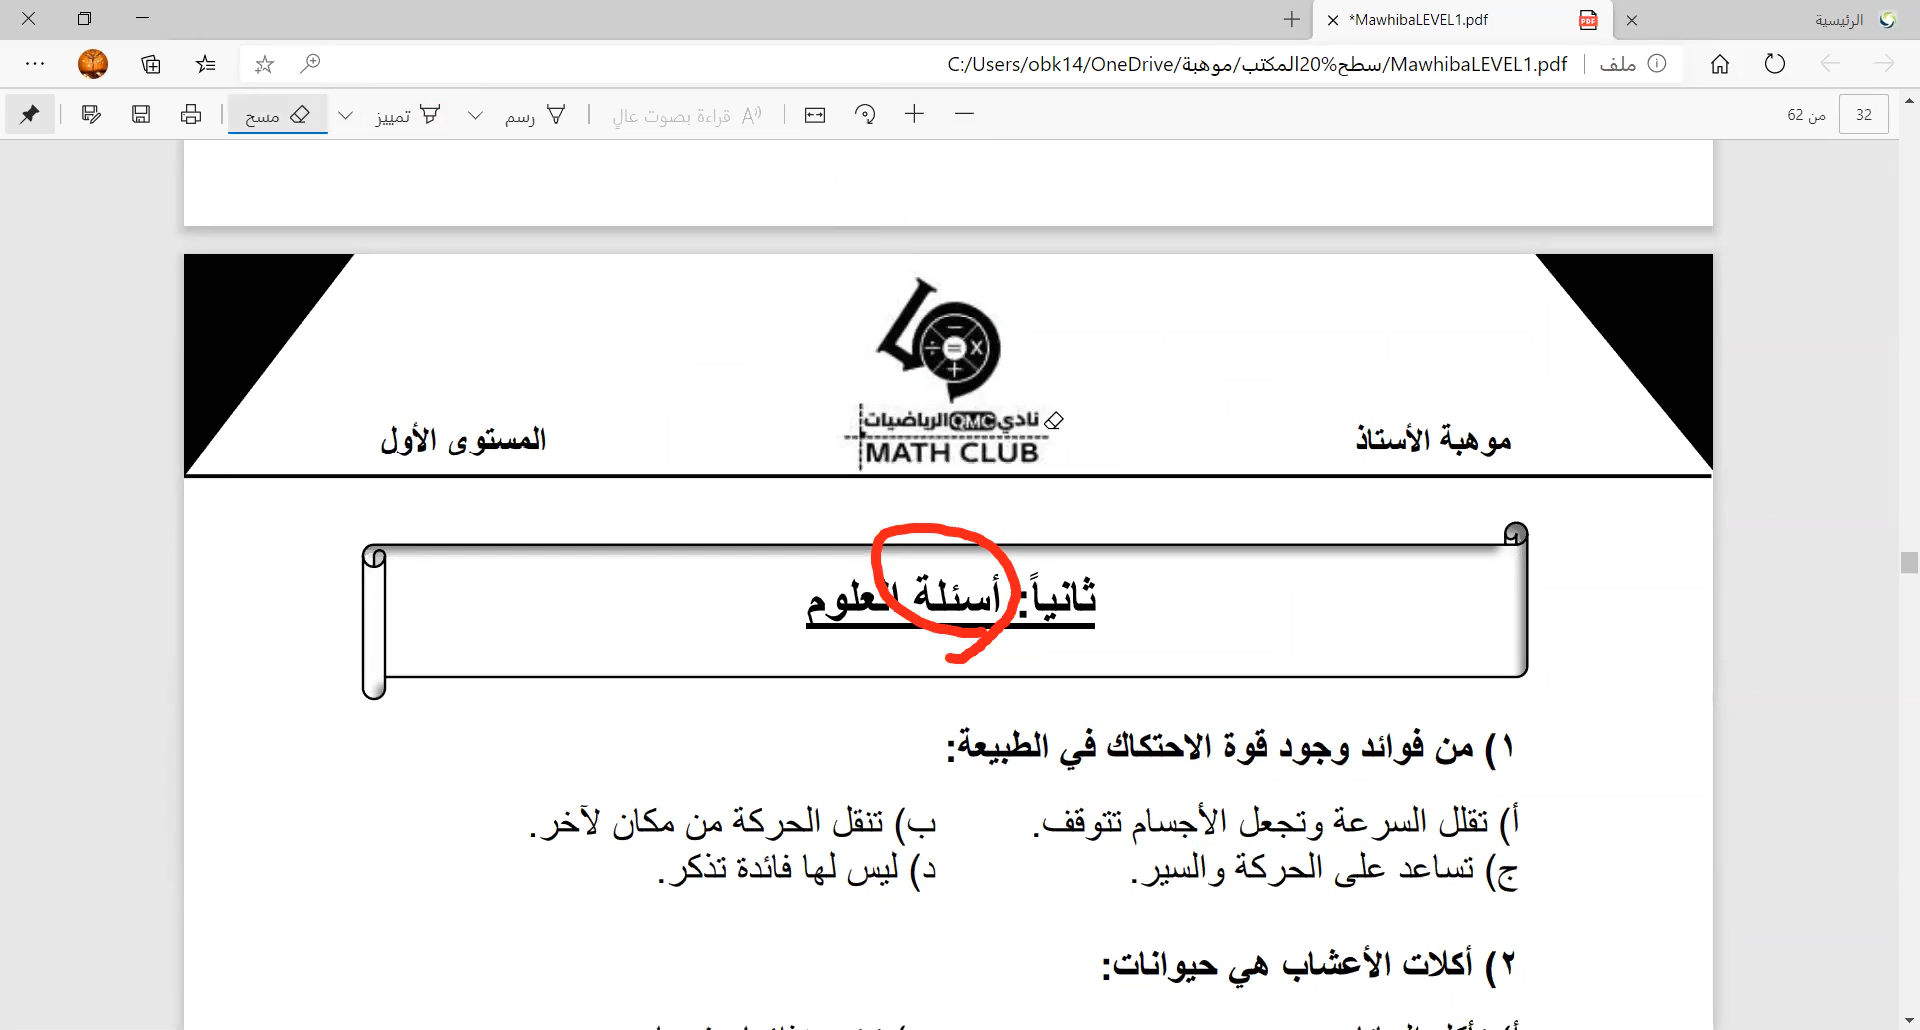 *MawhibaLEVEL1.pdf
الرئيسية
ملف
C:/Users/obk14/OneDrive/سطح%20المكتب/موهبة/MawhibaLEVEL1.pdf
32
من 62
قراءة بصوت عالٍ
رسم
تمييز
مسح
PDF
نادي QMC الرياضيات
MATH CLUB
موهبة الأستاذ
المستوى الأول
ثانياً: أسئلة العلوم
١) من فوائد وجود قوة الاحتكاك في الطبيعة:
أ) تقلل السرعة وتجعل الأجسام تتوقف. ب) تنقل الحركة من مكان لآخر.
ج) تساعد على الحركة والسير. د) ليس لها فائدة تذكر.
٢) أكلات الأعشاب هي حيوانات: